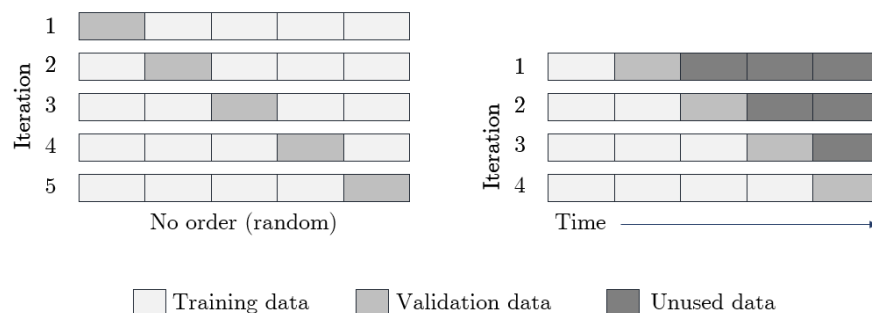 Iteration
1
2
3
4
5
No order (random)
Iteration
1
2
3
4
Time
Training data
Validation data
Unused data